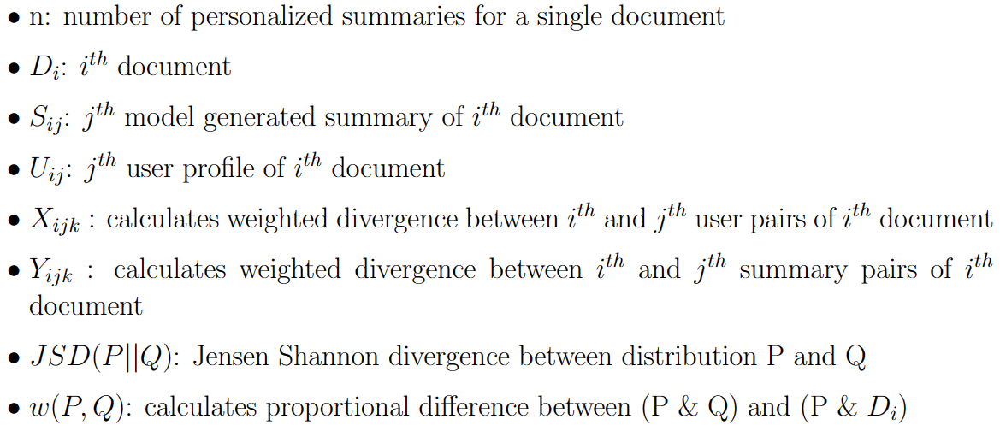 • n: number of personalized summaries for a single document
• $D_i$: $i^{th}$ document
• $S_{ij}$: $j^{th}$ model generated summary of $i^{th}$ document
• $U_{ij}$: $j^{th}$ user profile of $i^{th}$ document
• $X_{ijk}$ : calculates weighted divergence between $i^{th}$ and $j^{th}$ user pairs of $i^{th}$ document
• $Y_{ijk}$ : calculates weighted divergence between $i^{th}$ and $j^{th}$ summary pairs of $i^{th}$
document
• $JSD(P||Q)$: Jensen Shannon divergence between distribution P and Q
• $w(P, Q)$: calculates proportional difference between (P & Q) and (P & $D_i$)